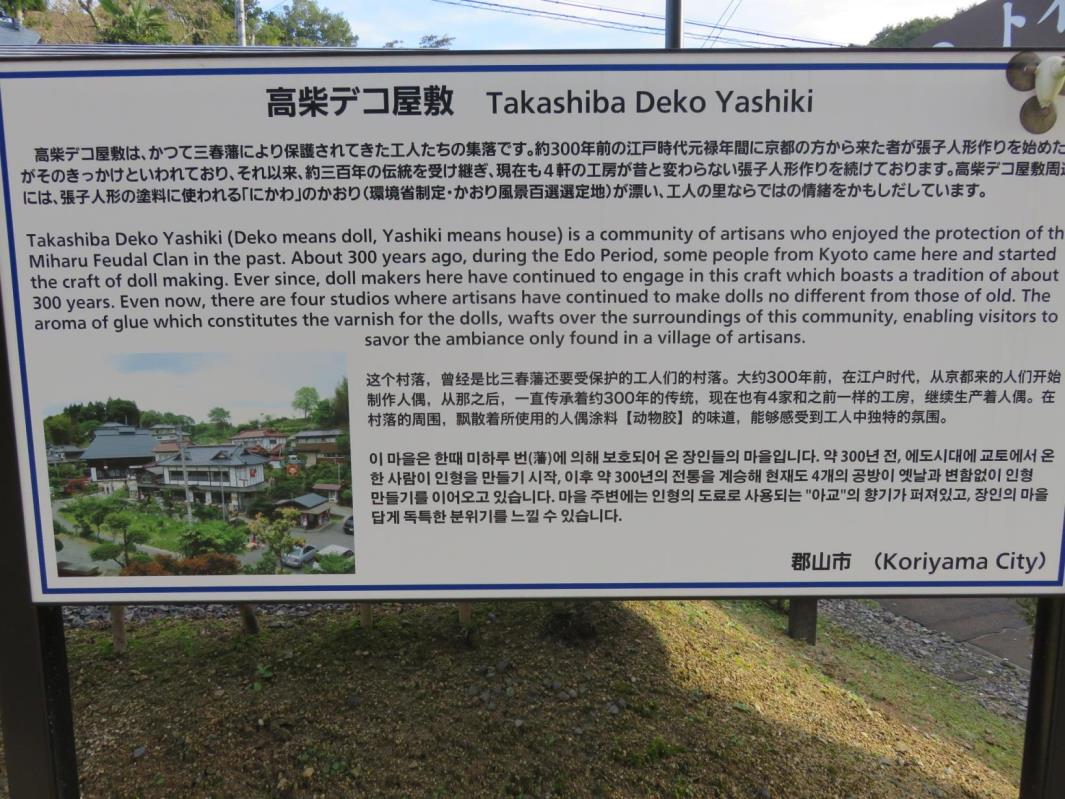 高柴デコ屋敷 Takashiba Deko Yashiki
高柴デコ屋敷は、かつて三春藩により保護されてきた工人たちの集落です。約300年前の江戸時代元禄年間に京都の方から来た者が張子人形作りを始めた
がそのきっかけといわれており、それ以来、約三百年の伝統を受け継ぎ、現在も4軒の工房が昔と変わらない張子人形作りを続けております。高柴デコ屋敷周
には、張子人形の塗料に使われる「にかわ」のかおり(環境省制定・かおり風景百選選定地)が漂い、工人の里ならではの情緒をかもしだしています。
Takashiba Deko Yashiki (Deko means doll, Yashiki means house) is a community of artisans who enjoyed the protection of th
Miharu Feudal Clan in the past. About 300 years ago, during the Edo Period, some people from Kyoto came here and started
the craft of doll making. Ever since, doll makers here have continued to engage in this craft which boasts a tradition of about
300 years. Even now, there are four studios where artisans have continued to make dolls no different from those of old. The
aroma of glue which constitutes the varnish for the dolls, wafts over the surroundings of this community, enabling visitors to
savor the ambiance only found in a village of artisans.
这个村落，曾经是比三春藩还要受保护的工人们的村落。大约300年前，在江户时代，从京都来的人们开始
制作人偶，从那之后，一直传承着约300年的传统，现在也有4家和之前一样的工房，继续生产着人偶。在
村落的周围，飘散着所使用的人偶涂料【动物胶】的味道，能够感受到工人中独特的氛围。
이 마을은 한때 미하루 번(藩)에 의해 보호되어 온 장인들의 마을입니다. 약 300년 전, 에도시대에 교토에서 온
한 사람이 인형을 만들기 시작, 이후 약 300년의 전통을 계승해 현재도 4개의 공방이 옛날과 변함없이 인형
만들기를 이어오고 있습니다. 마을 주변에는 인형의 도료로 사용되는 "아교"의 향기가 퍼져있고, 장인의 마을
답게 독특한 분위기를 느낄 수 있습니다.
郡山市 (Koriyama City)